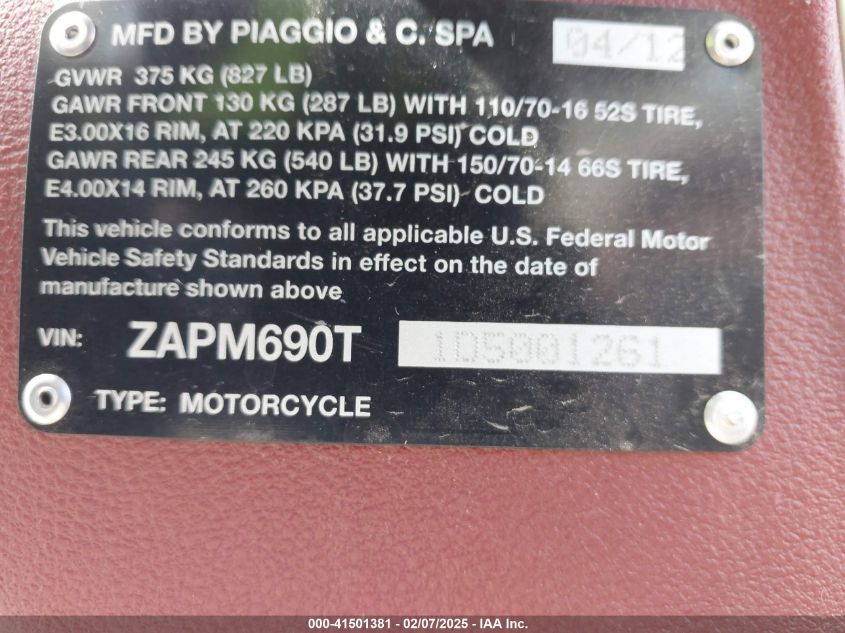 MFD BY PIAGGIO & C. SPA 04/12
GVWR 375 KG (827 LB)
GAWR FRONT 130 KG (287 LB) WITH 110/70-16 52S TIRE,
E3.00X16 RIM, AT 220 KPA (31.9 PSI) COLD
GAWR REAR 245 KG (540 LB) WITH 150/70-14 66S TIRE,
E4.00X14 RIM, AT 260 KPA (37.7 PSI) COLD
This vehicle conforms to all applicable U.S. Federal Motor
Vehicle Safety Standards in effect on the date of
manufacture shown above
VIN: ZAPM690T 1D5001261
TYPE: MOTORCYCLE
000-41501381 - 02/07/2025 - IAA Inc.